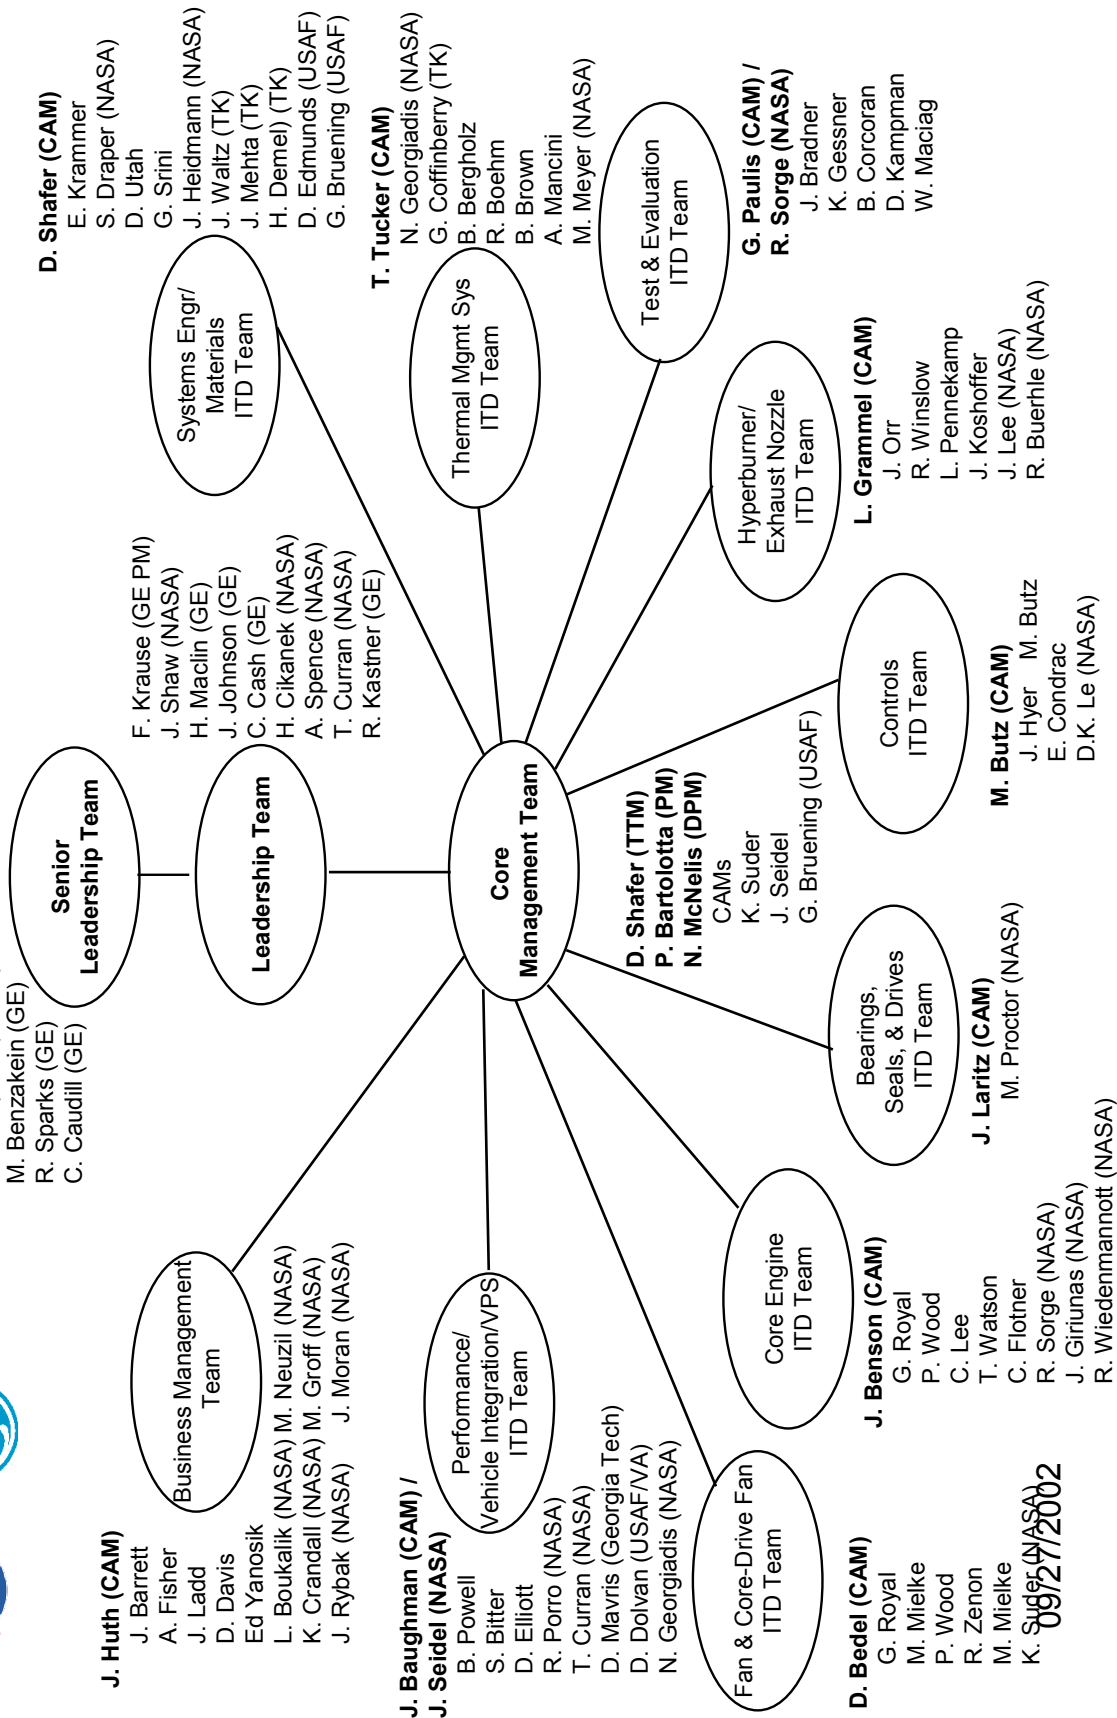 M. Benzakein (GE)
R. Sparks (GE)
C. Caudill (GE)
Senior
Leadership Team
Leadership Team
F. Krause (GE PM)
J. Shaw (NASA)
H. Maclin (GE)
J. Johnson (GE)
C. Cash (GE)
H. Cikanek (NASA)
A. Spence (NASA)
T. Curran (NASA)
R. Kastner (GE)
Core
Management Team
D. Shafer (TTM)
P. Bartolotta (PM)
N. McNelis (DPM)
CAMs
K. Suder
J. Seidel
G. Bruening (USAF)
J. Huth (CAM)
J. Barrett
A. Fisher
J. Ladd
D. Davis
Ed Yanosik
L. Boukalik (NASA) M. Neuzil (NASA)
K. Crandall (NASA) M. Groff (NASA)
J. Rybak (NASA) J. Moran (NASA)
Business Management
Team
J. Baughman (CAM) /
J. Seidel (NASA)
B. Powell
S. Bitter
D. Elliott
R. Porro (NASA)
T. Curran (NASA)
D. Mavris (Georgia Tech)
D. Dolvan (USAF/VA)
N. Georgiadis (NASA)
Performance/
Vehicle Integration/VPS
ITD Team
Fan & Core-Drive Fan
ITD Team
D. Bedel (CAM)
G. Royal
M. Mielke
P. Wood
R. Zenon
M. Mielke
K. Suder (NASA)
Core Engine
ITD Team
J. Benson (CAM)
G. Royal
P. Wood
C. Lee
T. Watson
C. Flotner
R. Sorge (NASA)
J. Giriunas (NASA)
R. Wiedenmannott (NASA)
Bearings,
Seals, & Drives
ITD Team
J. Laritz (CAM)
M. Proctor (NASA)
Controls
ITD Team
M. Butz (CAM)
J. Hyer M. Butz
E. Condrac
D.K. Le (NASA)
Hyperburner/
Exhaust Nozzle
ITD Team
L. Grammel (CAM)
J. Orr
R. Winslow
L. Pennekamp
J. Koshoffer
J. Lee (NASA)
R. Buerhle (NASA)
Test & Evaluation
ITD Team
G. Paulis (CAM) /
R. Sorge (NASA)
J. Bradner
K. Gessner
B. Corcoran
D. Kampman
W. Maciag
Thermal Mgmt Sys
ITD Team
T. Tucker (CAM)
N. Georgiadis (NASA)
G. Coffinberry (TK)
B. Bergholz
R. Boehm
B. Brown
A. Mancini
M. Meyer (NASA)
Systems Engr/
Materials
ITD Team
D. Shafer (CAM)
E. Krammer
S. Draper (NASA)
D. Utah
G. Srini
J. Heidmann (NASA)
J. Waltz (TK)
J. Mehta (TK)
H. Demel) (TK)
D. Edmunds (USAF)
G. Bruening (USAF)
09/27/2002